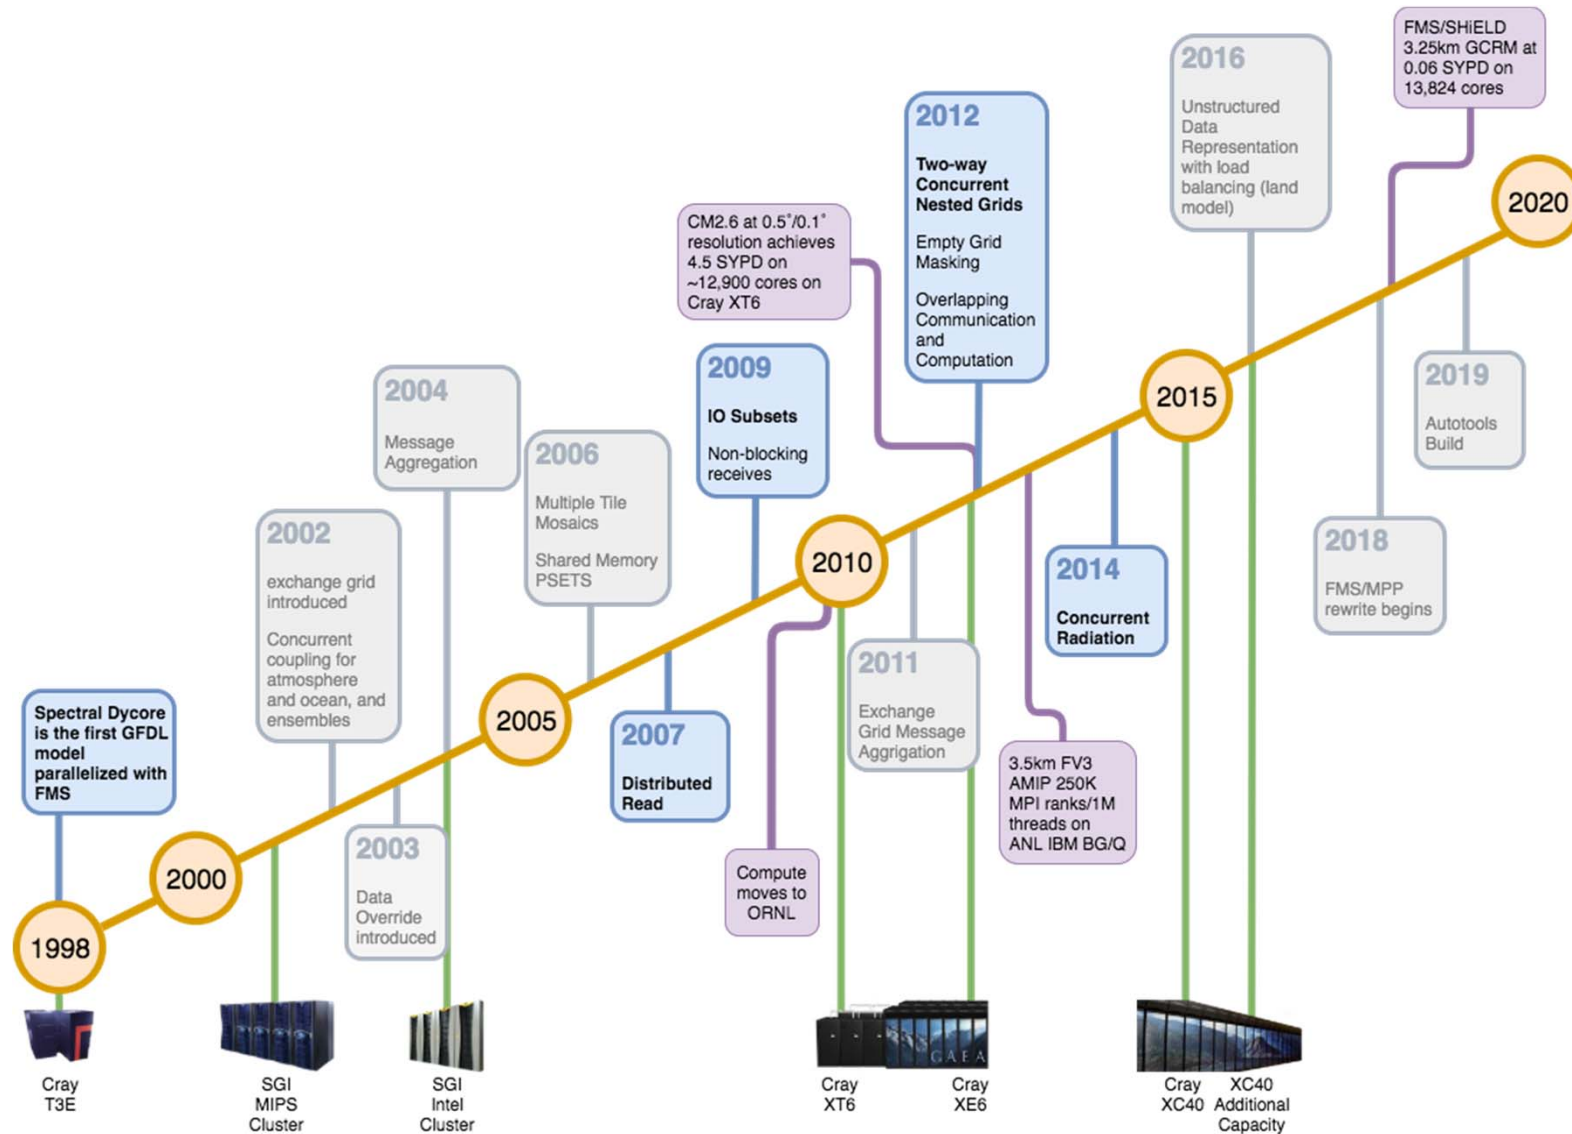 FMS/SHiELD
3.25km GCRM at
0.06 SYPD on
13,824 cores
2016
Unstructured
Data
Representation
with load
balancing (land
model)
2012
Two-way
Concurrent
Nested Grids
Empty Grid
Masking
Overlapping
Communication
and
Computation
2020
CM2.6 at 0.5˚/0.1˚
resolution achieves
4.5 SYPD on
~12,900 cores on
Cray XT6
2009
IO Subsets
Non-blocking
receives
2004
Message
Aggregation
2006
Multiple Tile
Mosaics
Shared Memory
PSETS
2015
2019
Autotools
Build
2002
exchange grid
introduced
Concurrent
coupling for
atmosphere
and ocean, and
ensembles
2010
2014
Concurrent
Radiation
2018
FMS/MPP
rewrite begins
2011
Exchange
Grid Message
Aggrigation
Spectral Dycore
is the first GFDL
model
parallelized with
FMS
2005
2007
Distributed
Read
3.5km FV3
AMIP 250K
MPI ranks/1M
threads on
ANL IBM BG/Q
2003
Data
Override
introduced
2000
Compute
moves to
ORNL
1998
GAEA
Cray
T3E
SGI
MIPS
Cluster
SGI
Intel
Cluster
Cray
XT6
Cray
XE6
Cray
XC40
XC40
Additional
Capacity